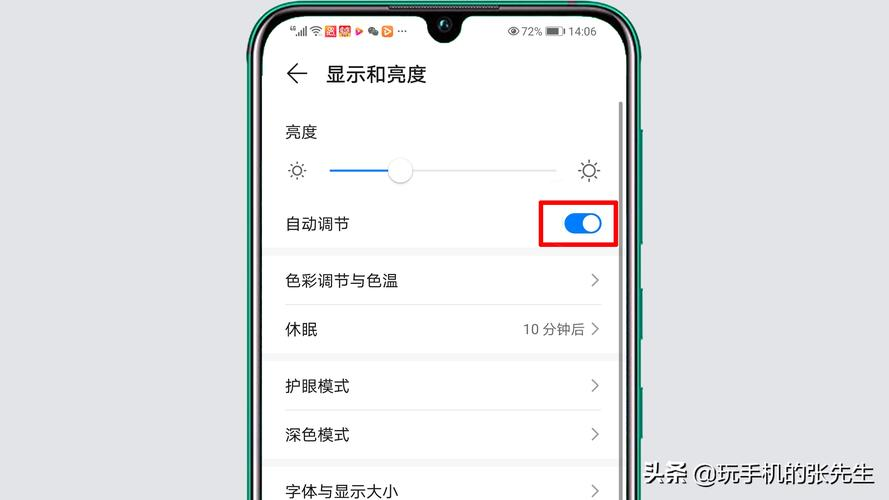 72% 14:06
显示和亮度
亮度
自动调节
色彩调节与色温
休眠 10 分钟后
护眼模式
深色模式
字体与显示大小
头条 @玩手机的张先生